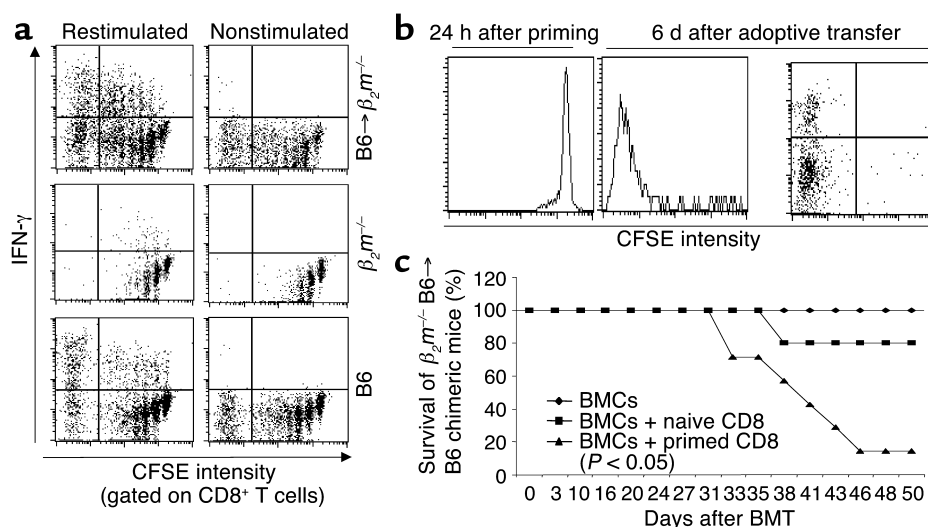 a
Restimulated Nonstimulated
IFN-γ
B6→β₂m⁻/⁻
β₂m⁻/⁻
B6
CFSE intensity
(gated on CD8⁺ T cells)
b
24 h after priming 6 d after adoptive transfer
CFSE intensity
c
Survival of β₂m⁻/⁻ B6→
B6 chimeric mice (%)
120
100
80
60
40
20
0
BMCs
BMCs + naive CD8
BMCs + primed CD8
(P < 0.05)
0 3 10 16 20 24 27 31 33 35 38 41 43 46 48 50
Days after BMT